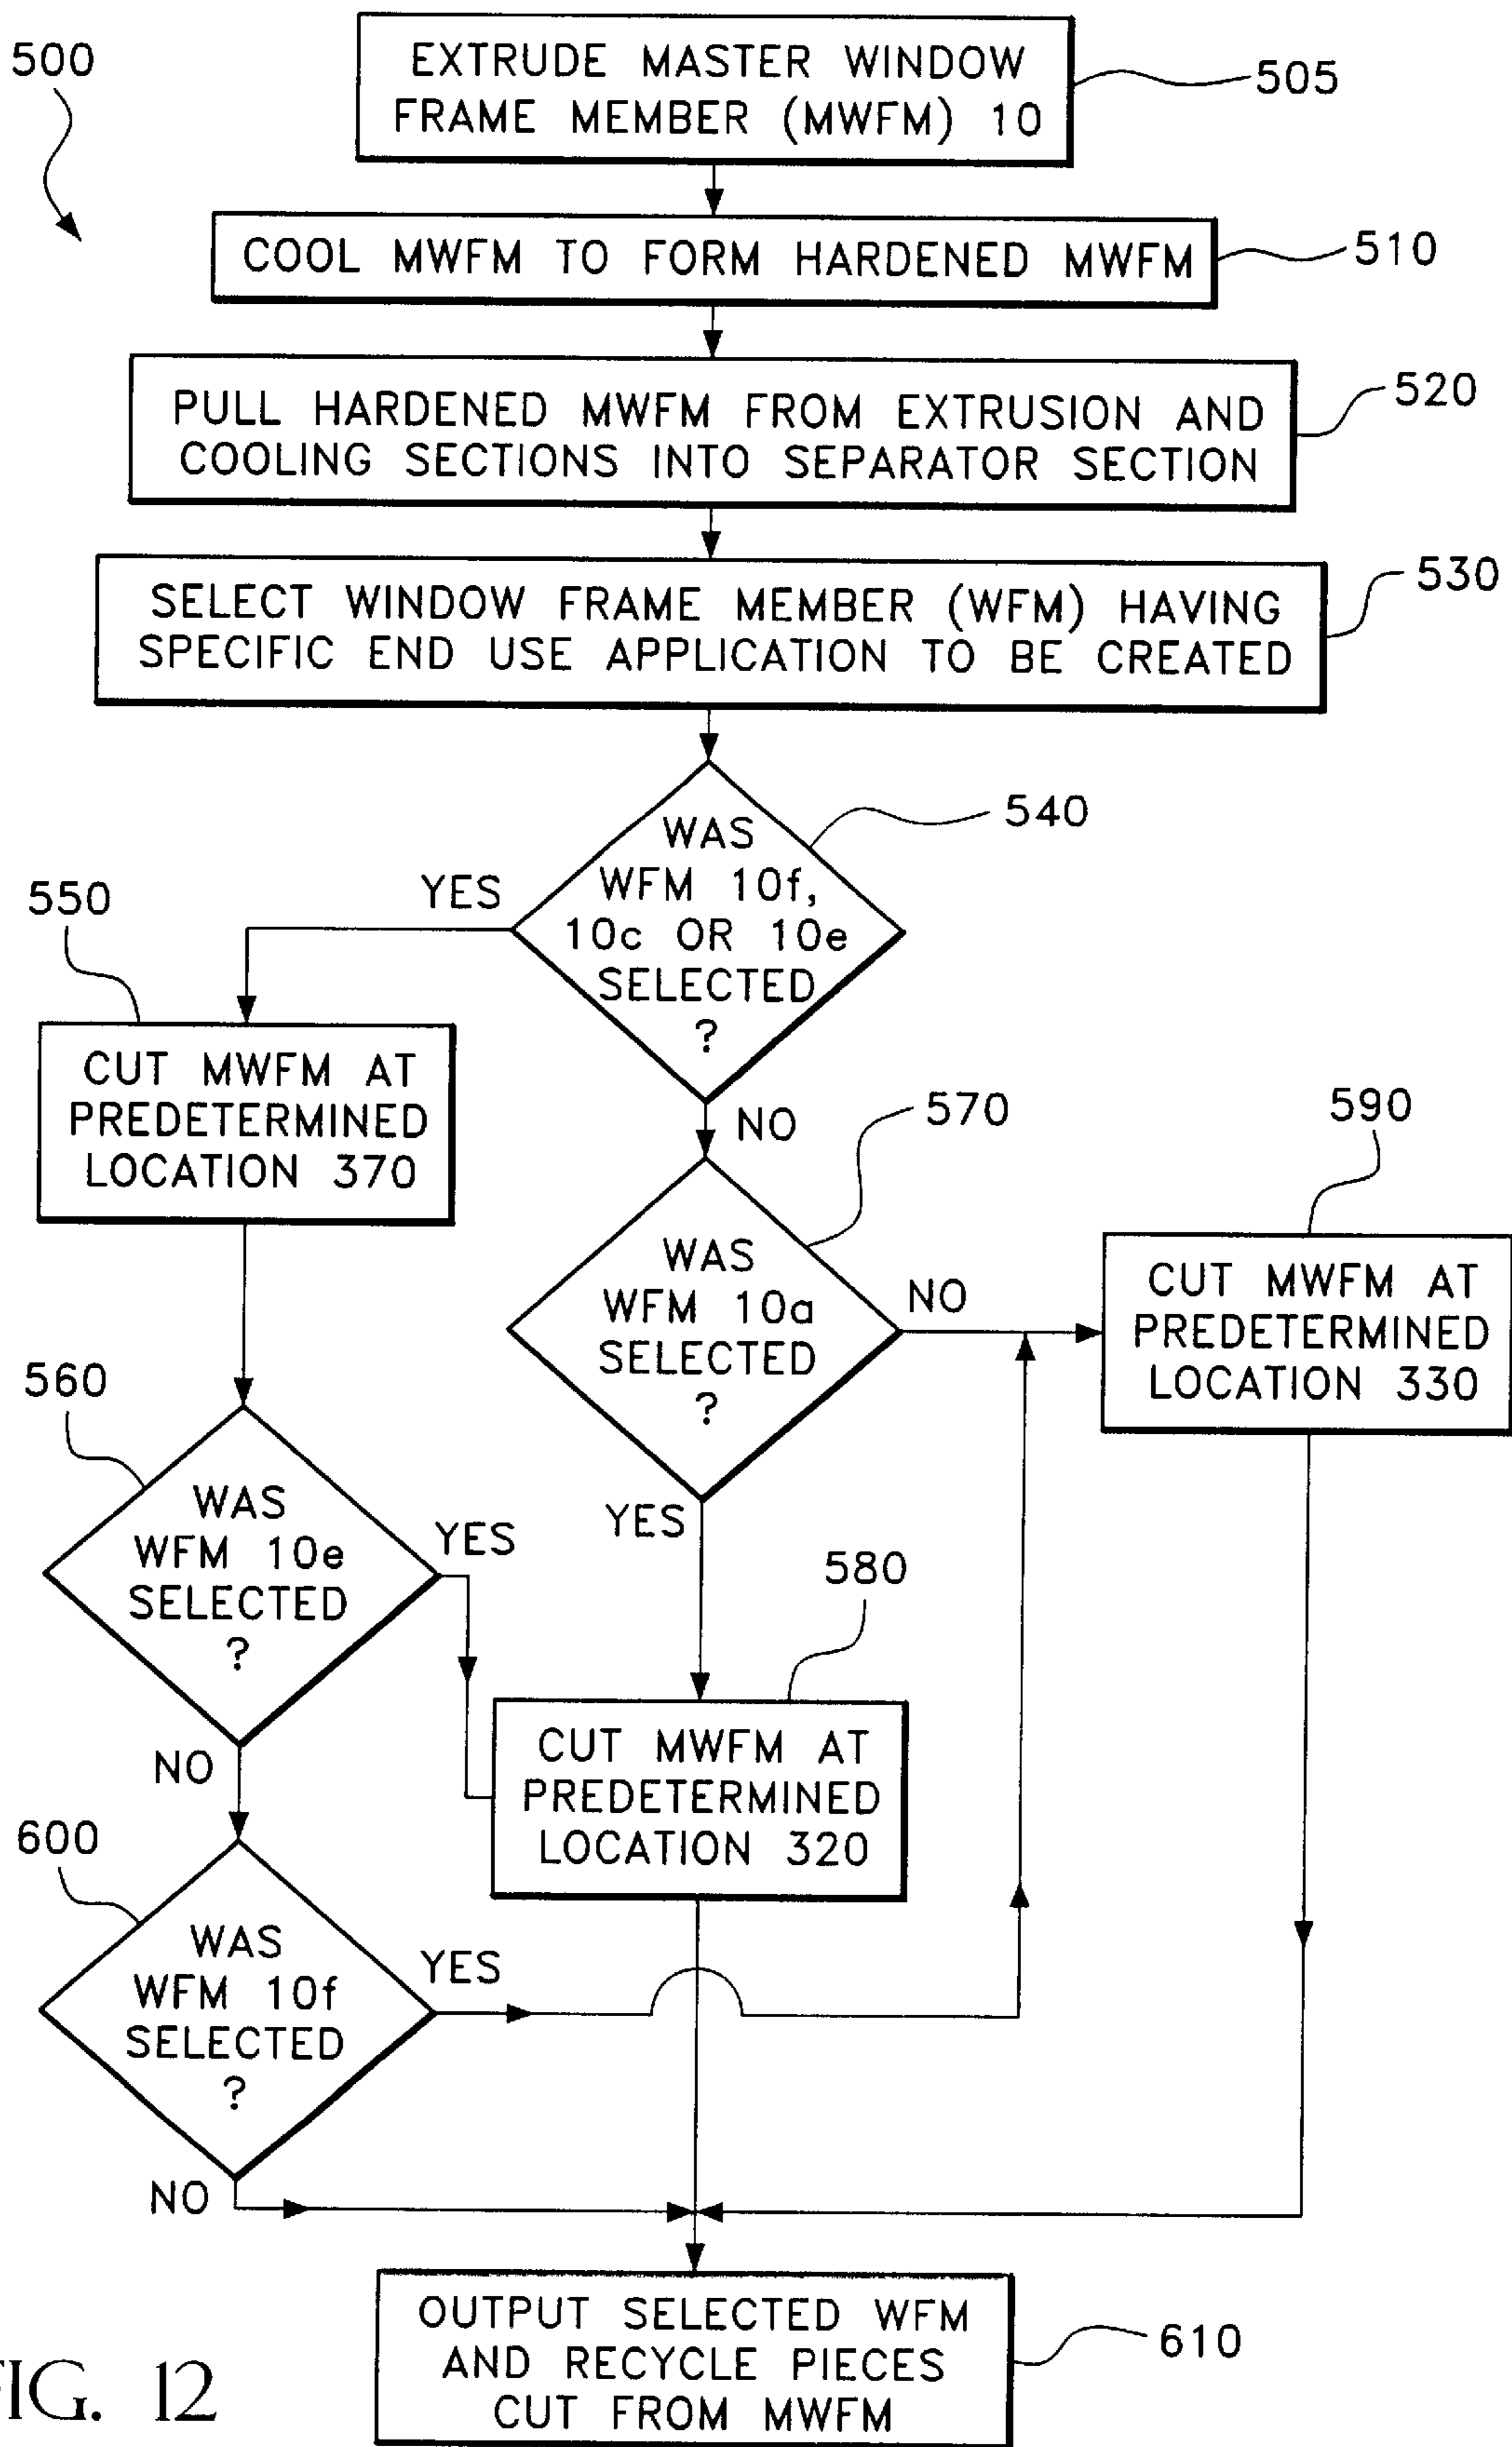 500
EXTRUDE MASTER WINDOW
FRAME MEMBER (MWFM) 10
505
COOL MWFM TO FORM HARDENED MWFM
510
PULL HARDENED MWFM FROM EXTRUSION AND
COOLING SECTIONS INTO SEPARATOR SECTION
520
SELECT WINDOW FRAME MEMBER (WFM) HAVING
SPECIFIC END USE APPLICATION TO BE CREATED
530
WAS
WFM 10f,
10c OR 10e
SELECTED
?
540
YES
NO
550
CUT MWFM AT
PREDETERMINED
LOCATION 370
WAS
WFM 10a
SELECTED
?
570
NO
YES
590
CUT MWFM AT
PREDETERMINED
LOCATION 330
560
WAS
WFM 10e
SELECTED
?
YES
NO
580
CUT MWFM AT
PREDETERMINED
LOCATION 320
600
WAS
WFM 10f
SELECTED
?
YES
NO
OUTPUT SELECTED WFM
AND RECYCLE PIECES
CUT FROM MWFM
610
FIG. 12